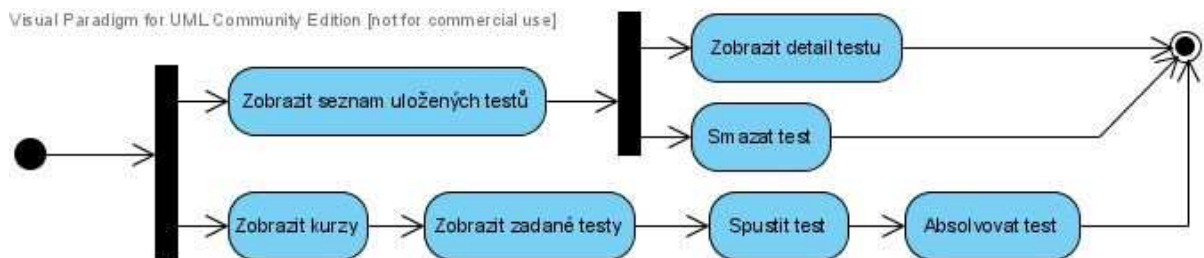 Visual Paradigm for UML Community Edition [not for commercial use]
Zobrazit detail testu
Zobrazit seznam uložených testů
Smazat test
Zobrazit kurzy
Zobrazit zadané testy
Spustit test
Absolvovat test